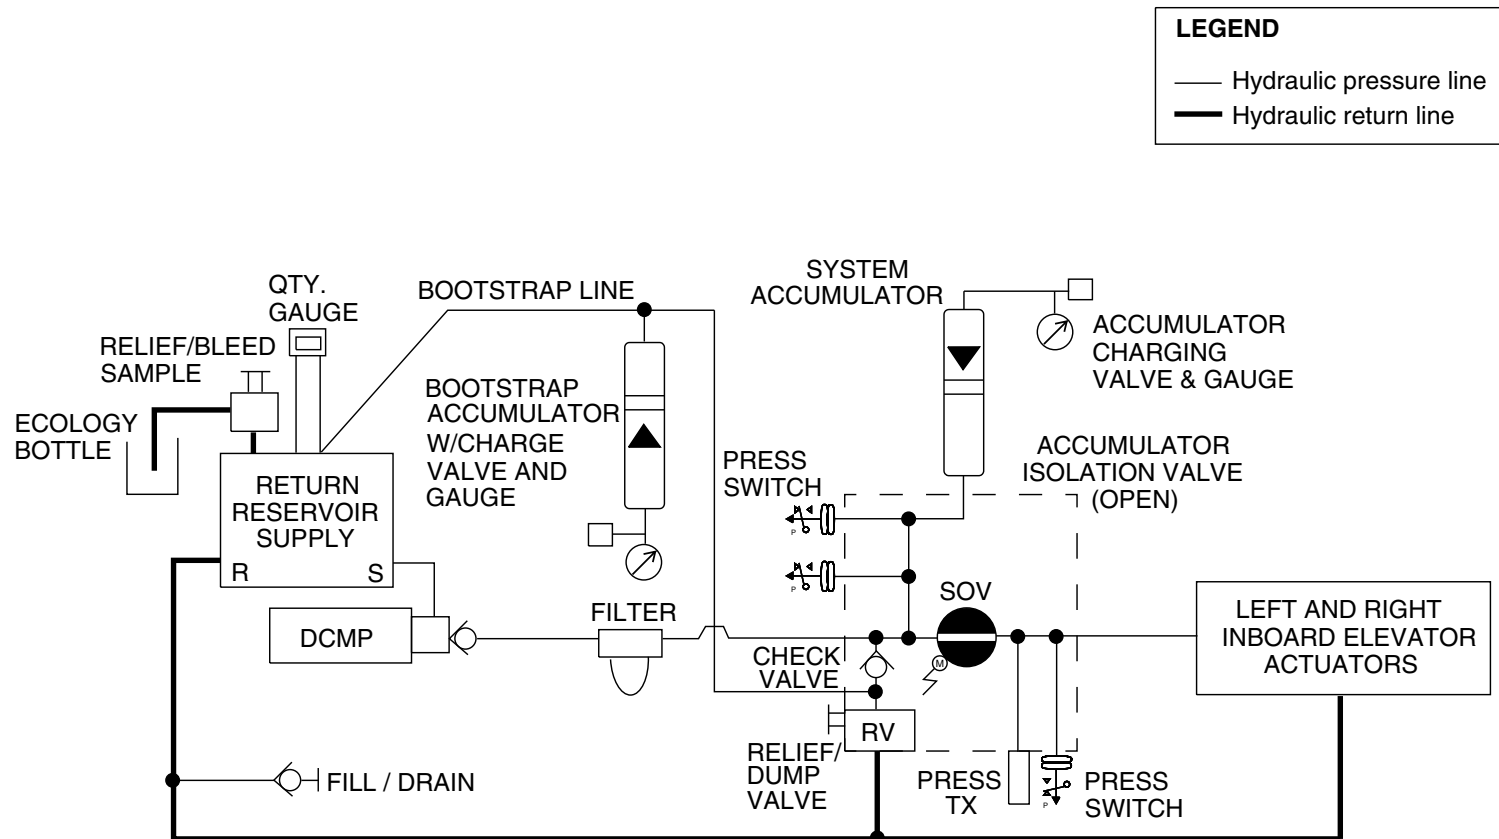 LEGEND
Hydraulic pressure line
Hydraulic return line
QTY.
GAUGE
BOOTSTRAP LINE
SYSTEM
ACCUMULATOR
ACCUMULATOR
CHARGING
VALVE & GAUGE
RELIEF/BLEED
SAMPLE
ECOLOGY
BOTTLE
BOOTSTRAP
ACCUMULATOR
W/CHARGE
VALVE AND
GAUGE
PRESS
SWITCH
ACCUMULATOR
ISOLATION VALVE
(OPEN)
RETURN
RESERVOIR
SUPPLY
R
S
P
P
SOV
M
DCMP
FILTER
CHECK
VALVE
LEFT AND RIGHT
INBOARD ELEVATOR
ACTUATORS
RV
RELIEF/
DUMP
VALVE
PRESS
TX
P
PRESS
SWITCH
FILL / DRAIN